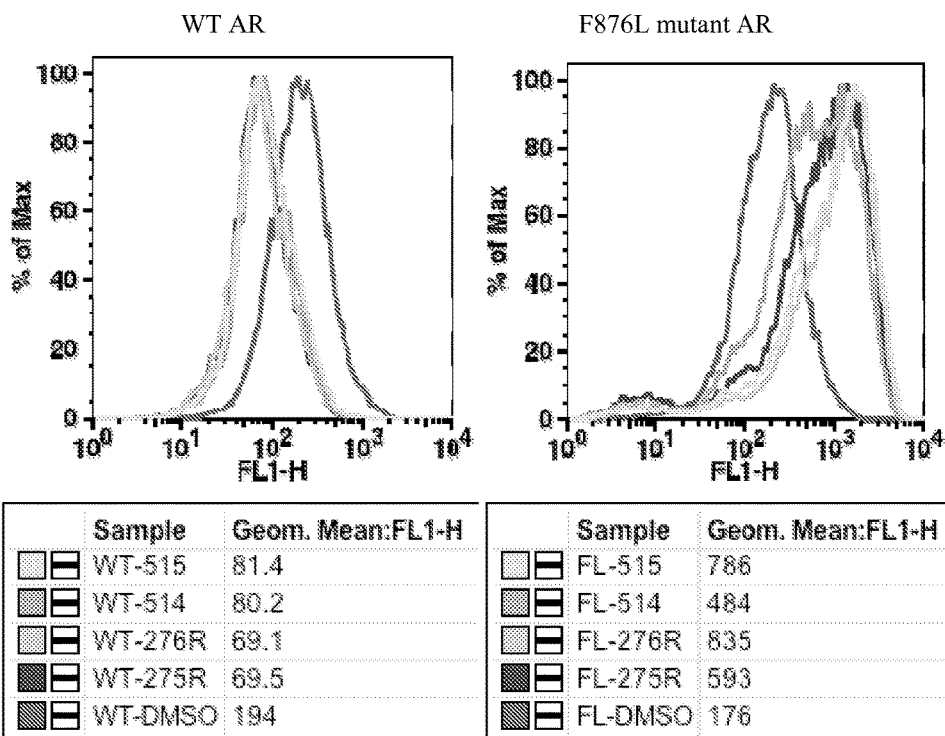 WT AR
F876L mutant AR
100
80
60
40
20
0
% of Max
10^0 10^1 10^2 10^3 10^4
FL1-H
100
80
60
40
20
0
% of Max
10^0 10^1 10^2 10^3 10^4
FL1-H
Sample Geom. Mean:FL1-H
WT-515 81.4
WT-514 80.2
WT-276R 69.1
WT-275R 69.5
WT-DMSO 194
Sample Geom. Mean:FL1-H
FL-515 786
FL-514 484
FL-276R 835
FL-275R 593
FL-DMSO 176